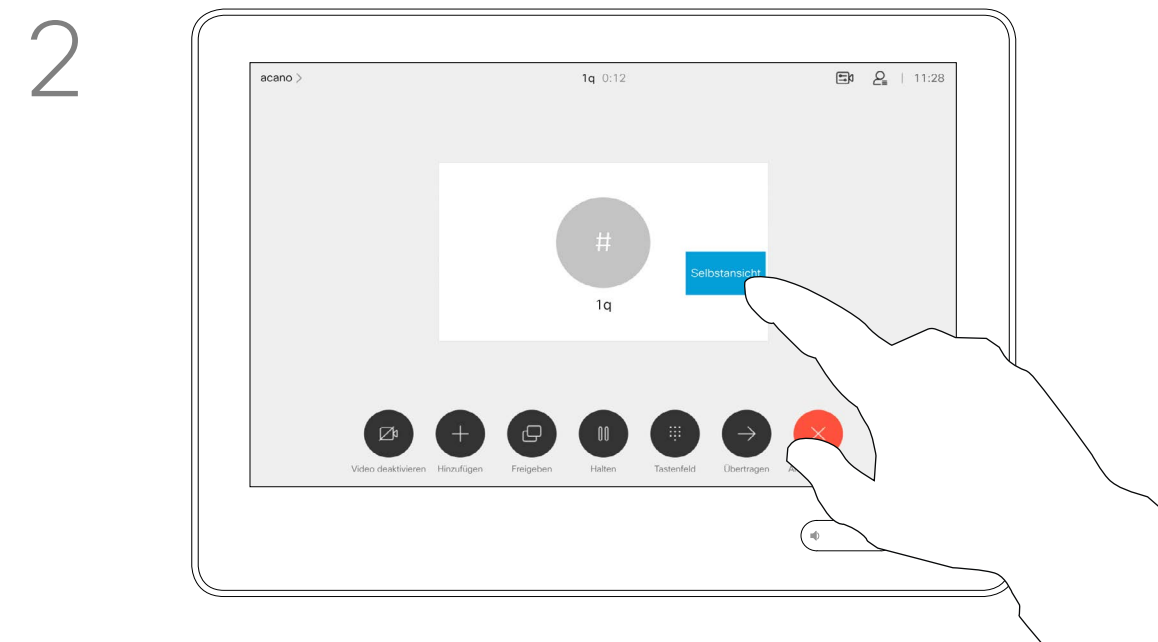 2
acano >
1q 0:12
11:28
#
Selbstansicht
1q
Video deaktivieren
Hinzufügen
Freigeben
Halten
Tastenfeld
Übertragen